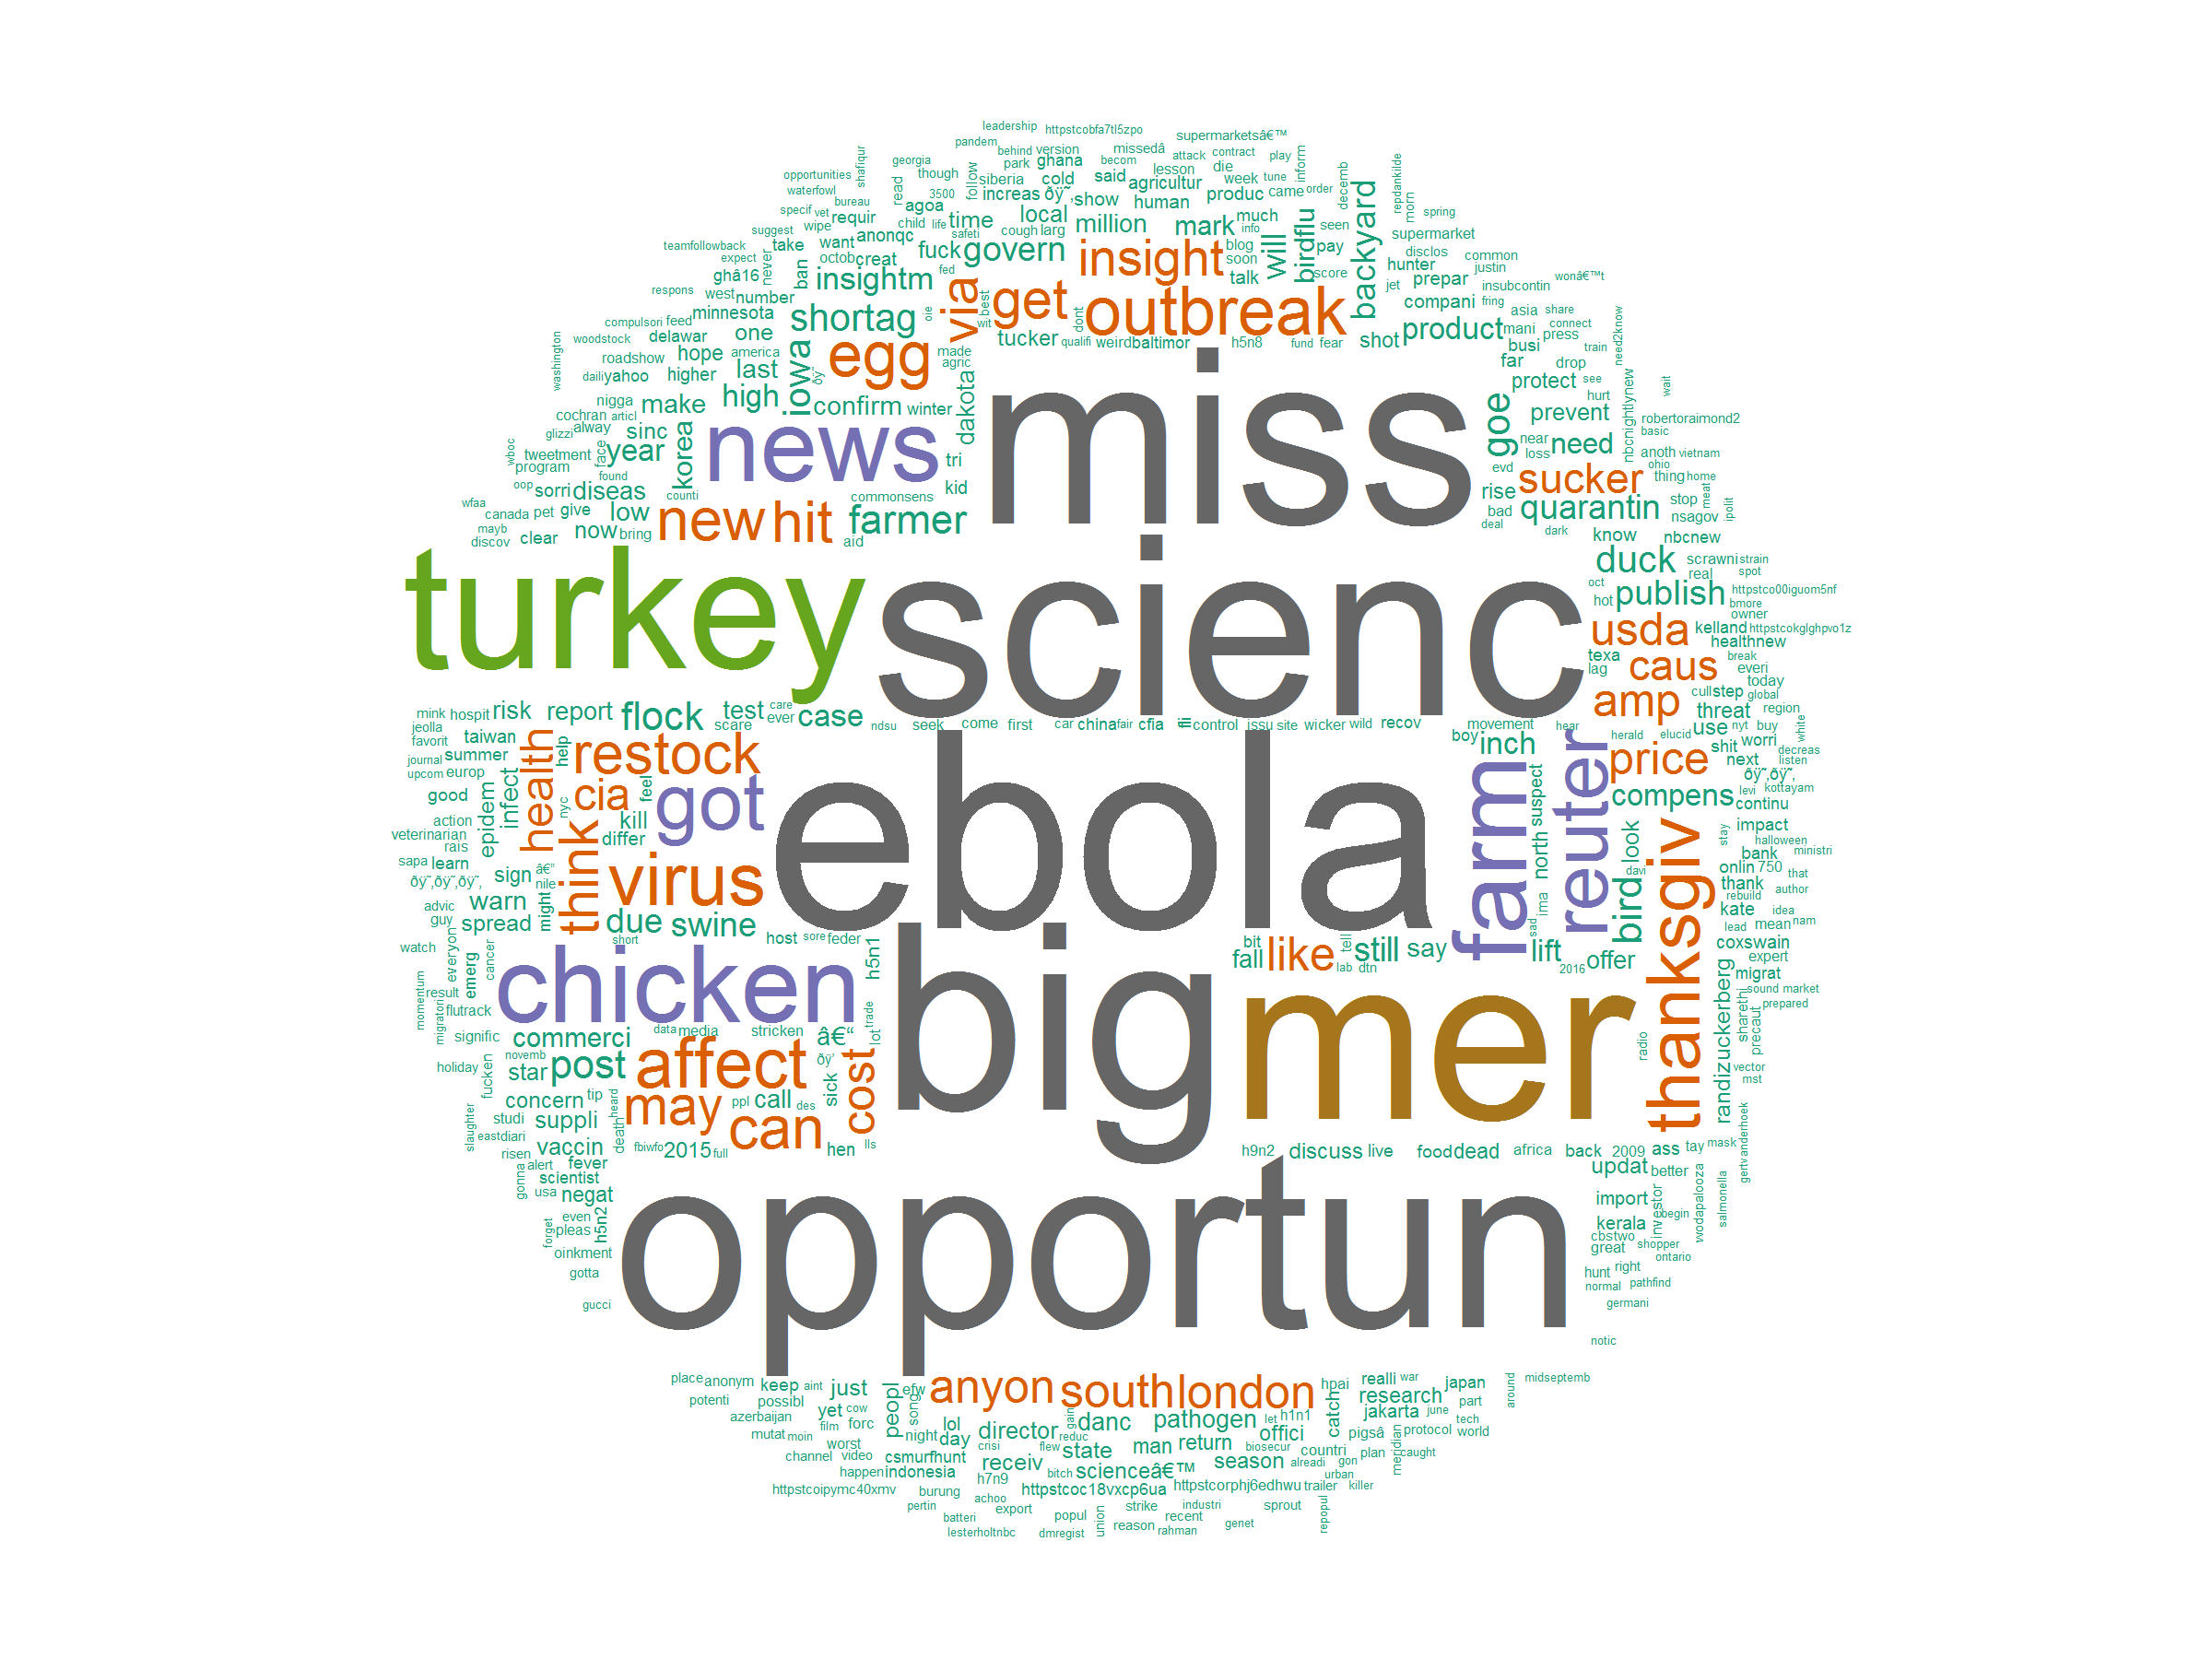 leadership httpstcobfa7tl5zpo supermarketsâ€™
pandem behind version missedâ attack contract play
georgia park ghana becom lesson die inform
opportunities shafiqur though siberia cold said agricultur week tune decemb repdankilde
waterfowl read 3500 follow increas ðÿ˜‚ show human produc came order morn
specif vet bureau agoa time local million mark much birdflu seen spring
suggest wipe requir child life safeti cough larg info backyard supermarket
teamfollowback take want anonqc fuck govern insight blog will pay disclos common
expect never ban octob creat fed soon hunter justin
ghâ16 insightm via get outbreak talk score prepar wonâ€™t
respons west number best jet insubcontin
minnesota shortag oie wit dont compani fring asia share
compulsori feed one tucker qualifi weird baltimor h5n8 fund fear shot product mani connect
woodstock delawar iowa egg made miss busi press need2know
washington roadshow hope america agric far drop train
daili yahoo higher last ðÿ protect see wait
nigga make high confirm winter dakota goe prevent hurt nbcnightlynew
cochran articl news robertoraimond2
glizzi alway sinc korea near need basic
wboc tweetment face year tri evd loss anoth vietnam
program found sucker ohio
oop sorri diseas counti commonsens kid rise thing home
wfaa canada pet give low new hit farmer bad quarantin stop meat
mayb now bring aid deal dark nsagov ipolit
discov clear know nbcnew
turkey scienc duck scrawni strain
oct real spot
hot publish httpstco00iguom5nf
bmore
usda owner
kelland httpstcokglghpvo1z
texa healthnew
lag caus break
everi
amp cull step today
global
mink hospit risk report flock test care ever case ndsu seek come first car china fair cfia fii control issu site wicker wild recov movement hear threat region
jeolla scare boy inch herald elucid use nyt buy white
favorit taiwan health help restock ebola farm reuter price shit worri decreas
journal summer next listen
upcom europ cia feel ðÿ˜‚ðÿ˜‚
good infect nyc got suspect compens levi kottayam
epidem think kill continu
action differ north look stay impact
veterinarian halloween
rais bank ministri
sapa learn sign â€” virus davi onlin 750 that
ðÿ˜‚ðÿ˜‚ðÿ˜‚ nile ima bird thank author
advic warn might due swine thanksgiv rebuild
guy spread sad kate idea
lead mean nam
watch everyon short host sore feder bit like tell still say lift coxswain
cancer chicken h5n1 big fall lab dtn 2016 offer expert
momentum emerg mer migrat
result randizuckerberg sound market
migratori flutrack trade sharethi prepared
signific commerci data media stricken â€“ lot precaut
novemb radio
holiday fucken star post affect ðÿ’ cost vector
mst
concern tip may ppl call des sick
slaughter studi suppli heard can gertvanderhoek
east diari death
vaccin fbiwfo 2015 full hen lls h9n2 discuss live food dead africa back 2009 ass tay mask
risen alert fever updat better
gonna scientist opportun
usa negat import investor wodapalooza salmonella
even begin
forget pleas h5n2 kerala
cbstwo shopper
oinkment great ontario
gotta hunt right
normal pathfind
gucci germani
notic
place anonym keep aint just peopl efw anyon south london hpai realli war japan around midseptemb
potenti possibl research part
azerbaijan yet cow song catch jakarta june
mutat moin film forc lol director gain danc pathogen let h1n1 offici pigsâ protocol tech world
worst night day crisi reduc state man return biosecur countri plan caught
channel video csmurfhunt flew season alreadi gon meridian
happen indonesia receiv bitch scienceâ€™ urban
httpstcoipymc40xmv burung h7n9 httpstcoc18vxcp6ua httpstcorphj6edhwu trailer killer
pertin achoo export strike industri sprout
batteri popul union recent repopul
lesterholtnbc dmregist reason rahman genet